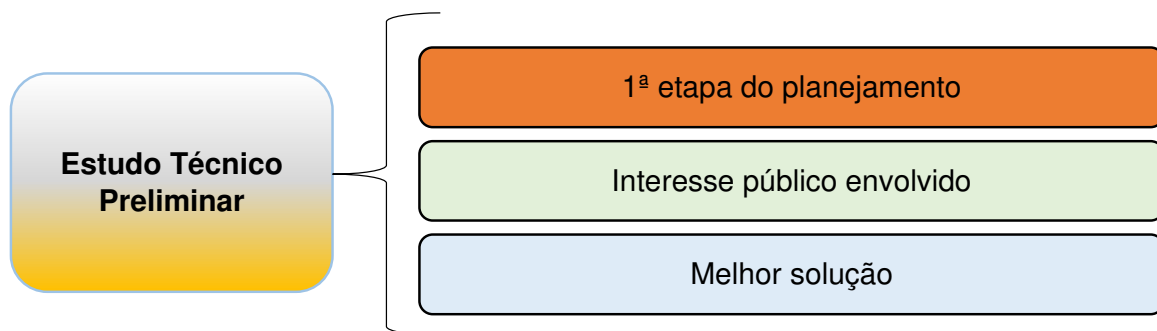 Estudo Técnico
Preliminar
1ª etapa do planejamento
Interesse público envolvido
Melhor solução